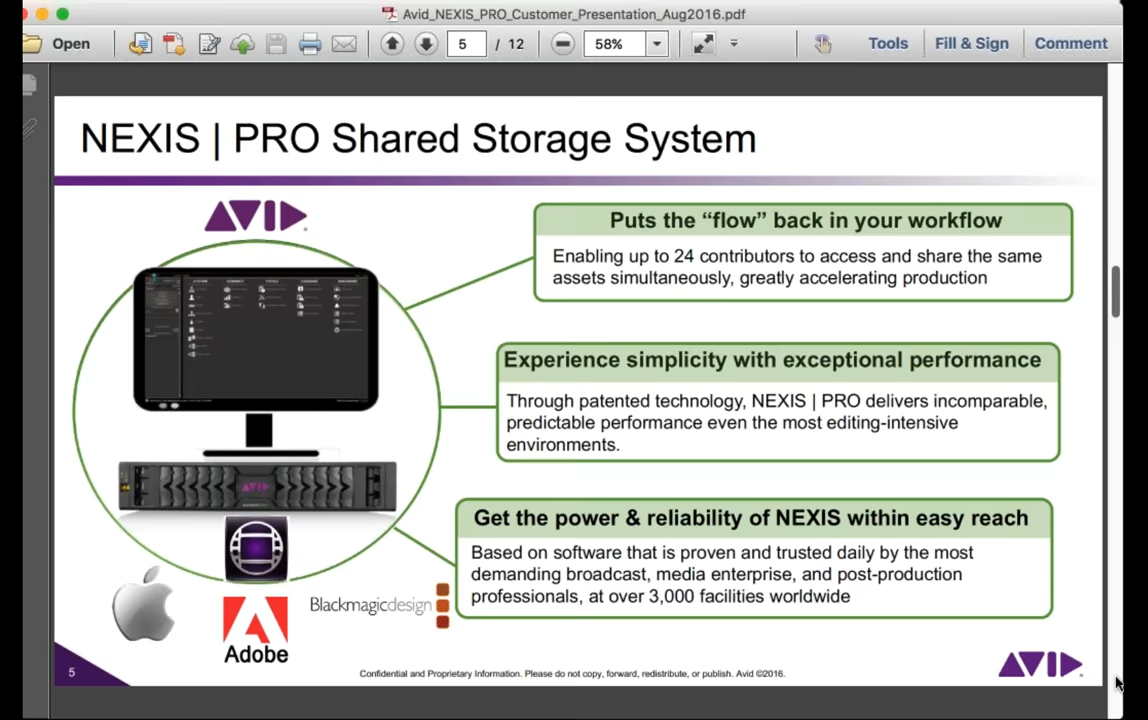 Avid_NEXIS_PRO_Customer_Presentation_Aug2016.pdf
Open
5 / 12
58%
Tools
Fill & Sign
Comment
NEXIS | PRO Shared Storage System
AVID
Puts the “flow” back in your workflow
Enabling up to 24 contributors to access and share the same
assets simultaneously, greatly accelerating production
Experience simplicity with exceptional performance
Through patented technology, NEXIS | PRO delivers incomparable,
predictable performance even the most editing-intensive
environments.
AVID
Get the power & reliability of NEXIS within easy reach
Based on software that is proven and trusted daily by the most
demanding broadcast, media enterprise, and post-production
professionals, at over 3,000 facilities worldwide
Blackmagicdesign
Adobe
5
Confidential and Proprietary Information. Please do not copy, forward, redistribute, or publish. Avid ©2016.
AVID